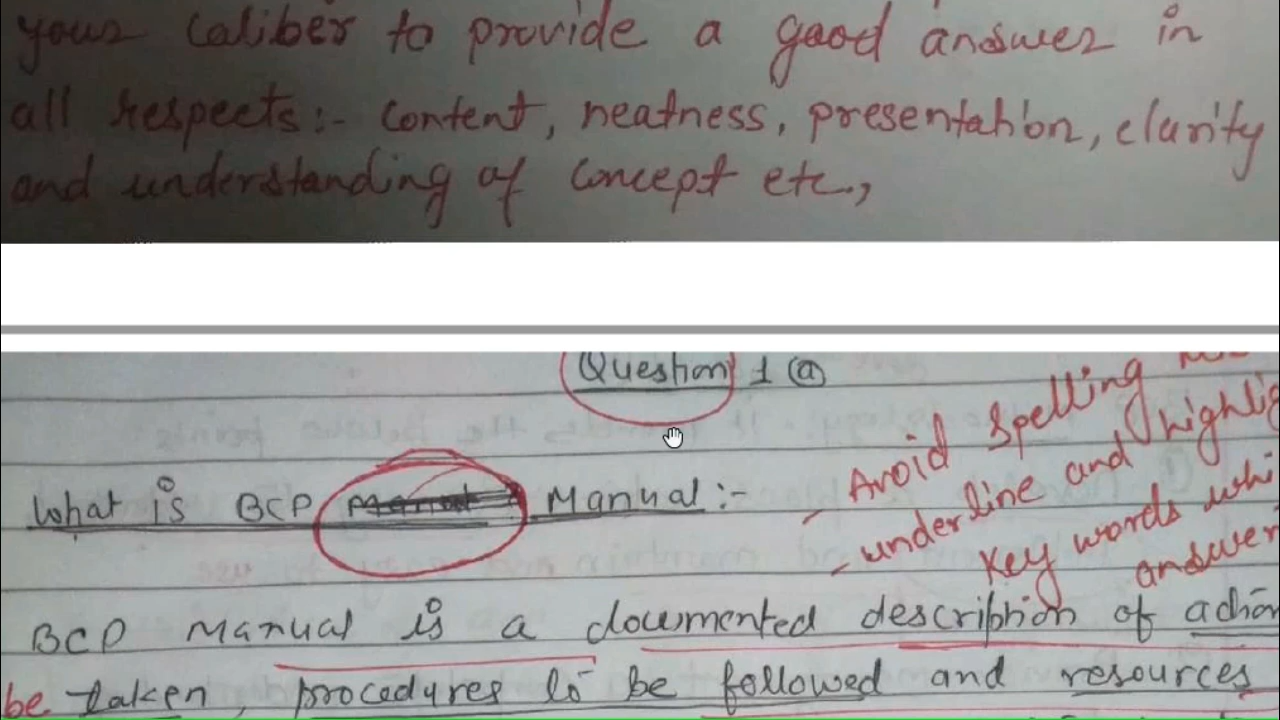 your caliber to provide a good answer in
all respects:- content, neatness, presentation, clarity
and understanding of concept etc.,
Question 1 (a)
- Avoid spelling
- underline and highlig
key words whi
answer
What is BCP Manual :-
BCP Manual is a documented description of action
be taken, procedures to be followed and resources